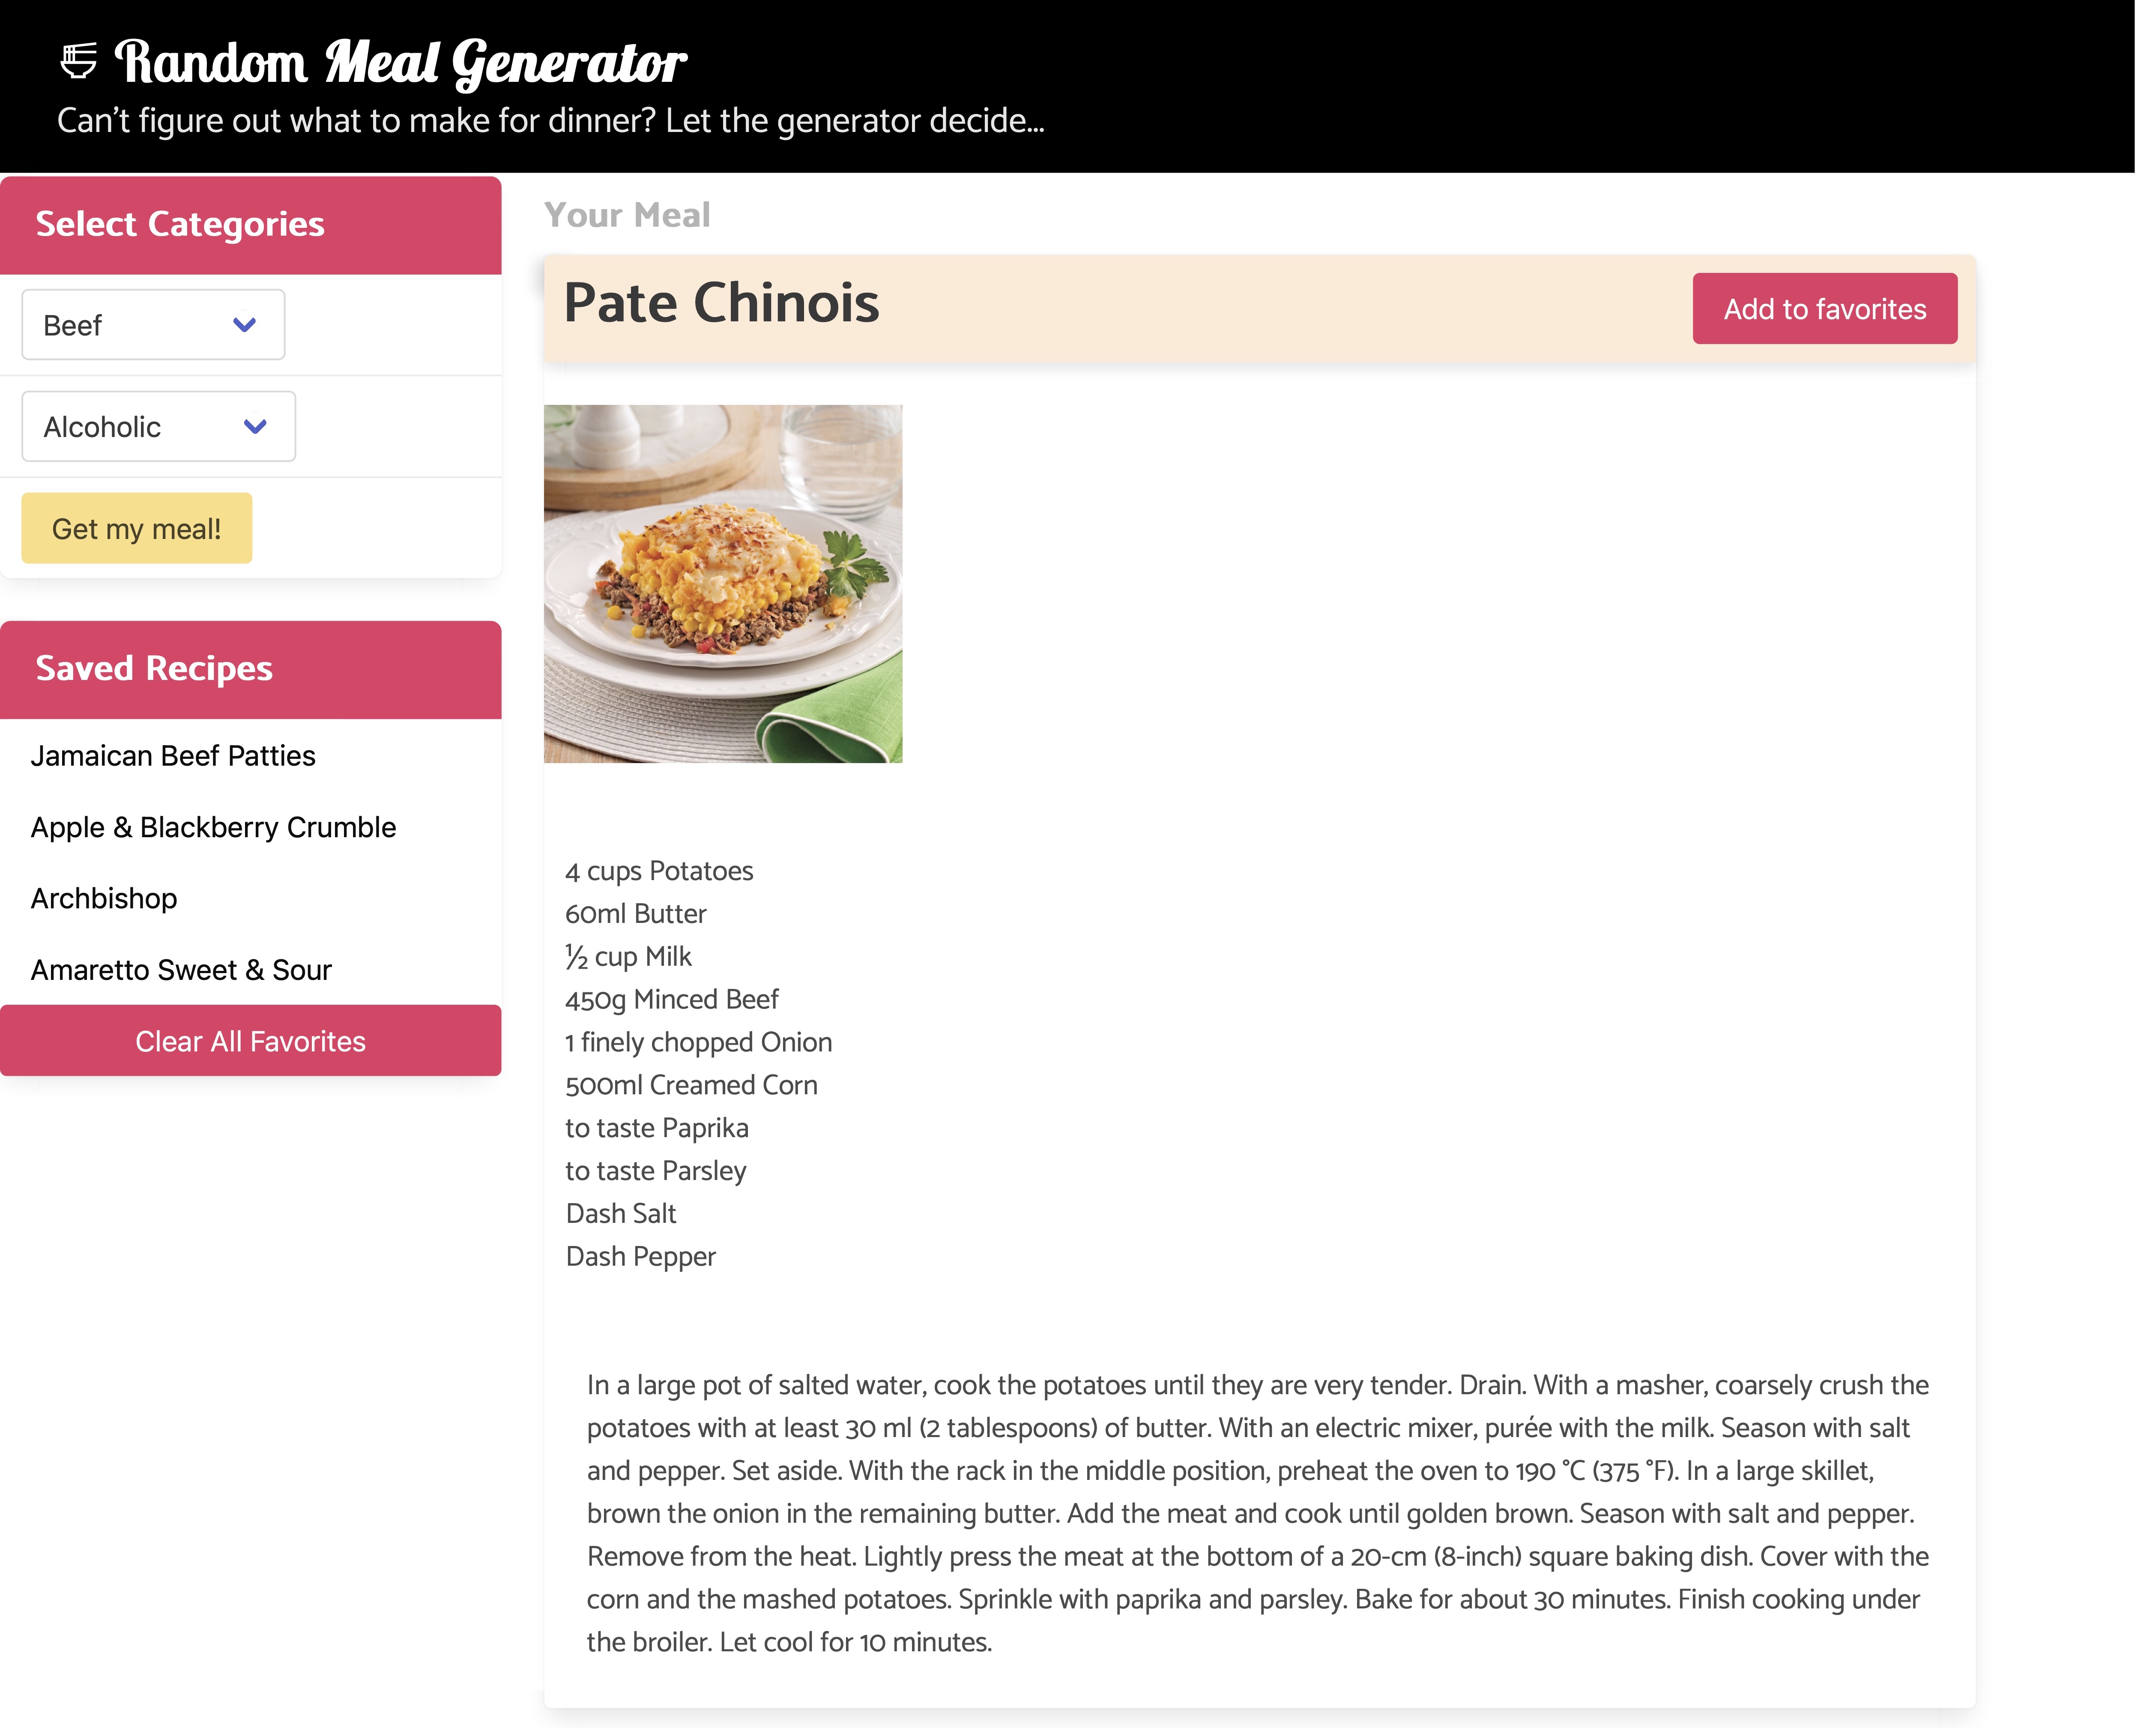 Random Meal Generator
Can't figure out what to make for dinner? Let the generator decide...
Select Categories
Beef
Alcoholic
Get my meal!
Saved Recipes
Jamaican Beef Patties
Apple & Blackberry Crumble
Archbishop
Amaretto Sweet & Sour
Clear All Favorites
Your Meal
Pate Chinois
Add to favorites
4 cups Potatoes
60ml Butter
½ cup Milk
450g Minced Beef
1 finely chopped Onion
500ml Creamed Corn
to taste Paprika
to taste Parsley
Dash Salt
Dash Pepper
In a large pot of salted water, cook the potatoes until they are very tender. Drain. With a masher, coarsely crush the
potatoes with at least 30 ml (2 tablespoons) of butter. With an electric mixer, purée with the milk. Season with salt
and pepper. Set aside. With the rack in the middle position, preheat the oven to 190 °C (375 °F). In a large skillet,
brown the onion in the remaining butter. Add the meat and cook until golden brown. Season with salt and pepper.
Remove from the heat. Lightly press the meat at the bottom of a 20-cm (8-inch) square baking dish. Cover with the
corn and the mashed potatoes. Sprinkle with paprika and parsley. Bake for about 30 minutes. Finish cooking under
the broiler. Let cool for 10 minutes.